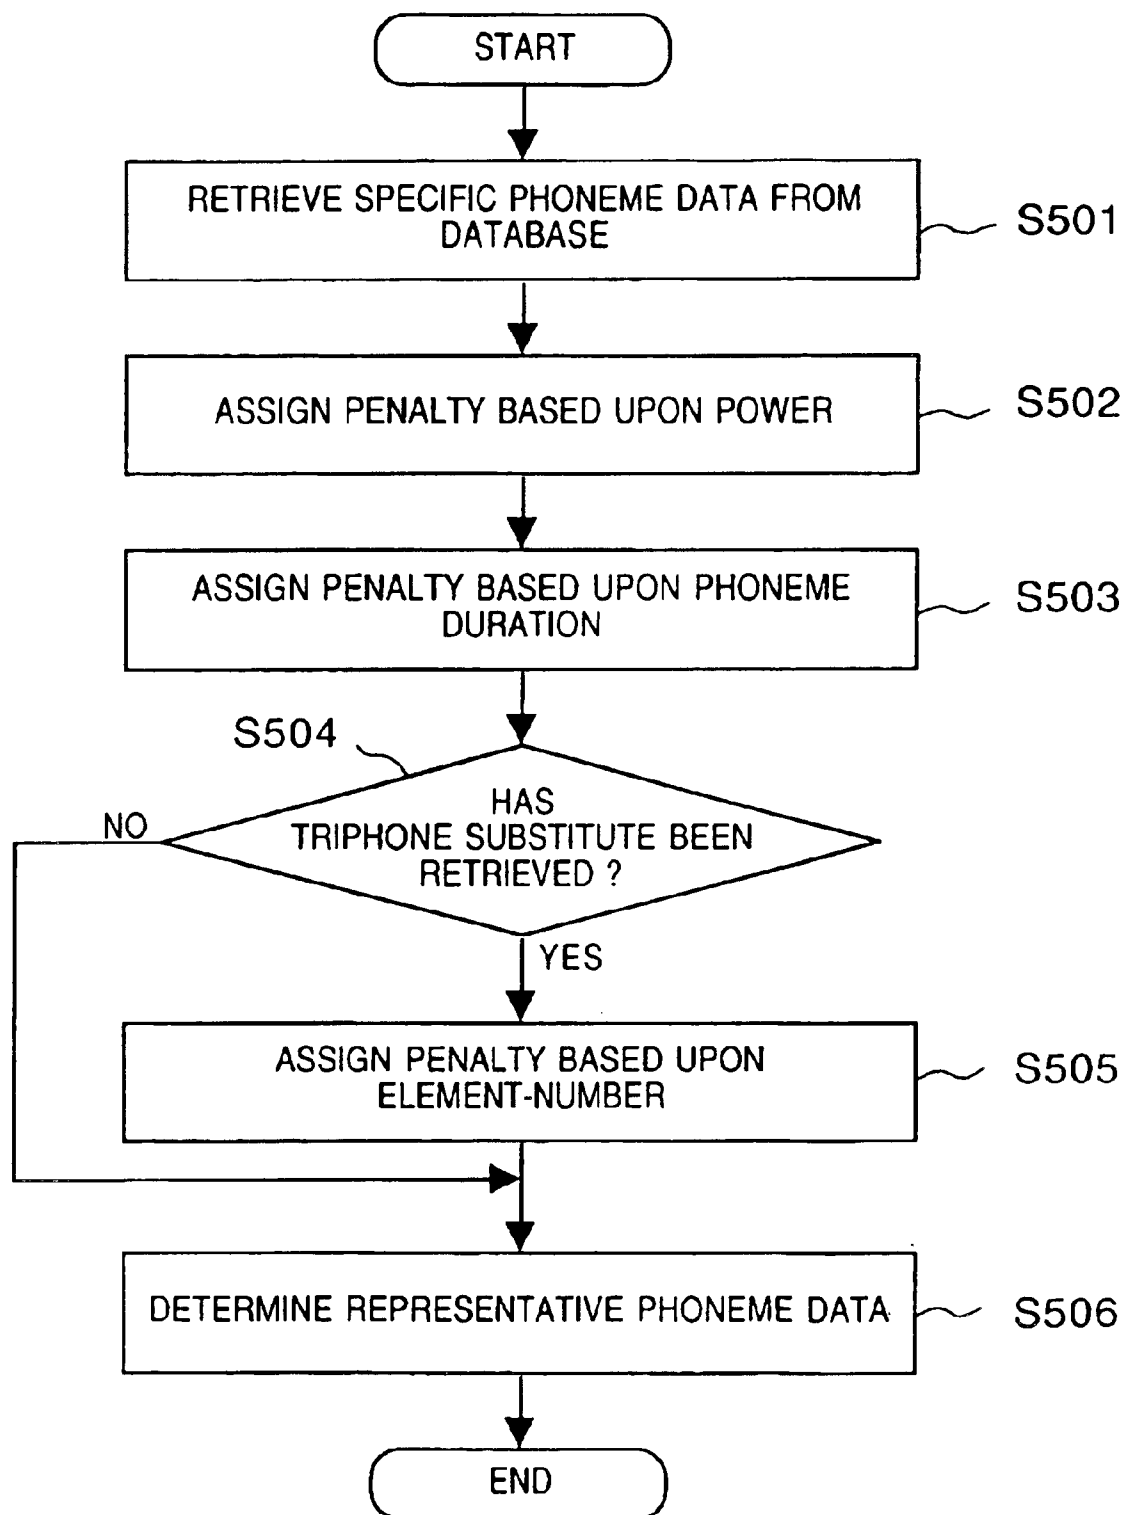 START
RETRIEVE SPECIFIC PHONEME DATA FROM
DATABASE
S501
ASSIGN PENALTY BASED UPON POWER
S502
ASSIGN PENALTY BASED UPON PHONEME
DURATION
S503
S504
HAS
TRIPHONE SUBSTITUTE BEEN
RETRIEVED ?
NO
YES
ASSIGN PENALTY BASED UPON
ELEMENT-NUMBER
S505
DETERMINE REPRESENTATIVE PHONEME DATA
S506
END